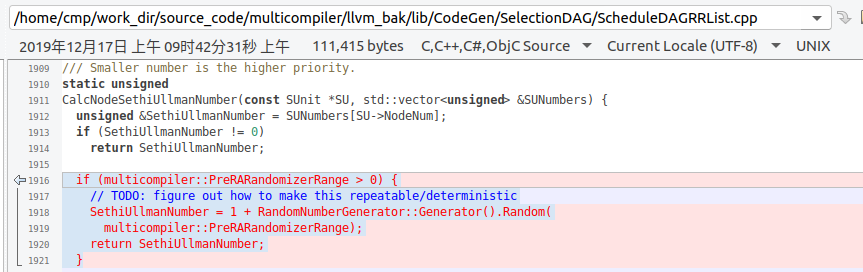 /home/cmp/work_dir/source_code/multicompiler/llvm_bak/lib/CodeGen/SelectionDAG/ScheduleDAGRRList.cpp
2019年12月17日 上午 09时42分31秒 上午 111,415 bytes C,C++,C#,ObjC Source Current Locale (UTF-8) UNIX
1909 /// Smaller number is the higher priority.
1910 static unsigned
1911 CalcNodeSethiUllmanNumber(const SUnit *SU, std::vector<unsigned> &SUNumbers) {
1912 unsigned &SethiUllmanNumber = SUNumbers[SU->NodeNum];
1913 if (SethiUllmanNumber != 0)
1914 return SethiUllmanNumber;
1915
1916 if (multicompiler::PreRARandomizerRange > 0) {
1917 // TODO: figure out how to make this repeatable/deterministic
1918 SethiUllmanNumber = 1 + RandomNumberGenerator::Generator().Random(
1919 multicompiler::PreRARandomizerRange);
1920 return SethiUllmanNumber;
1921 }